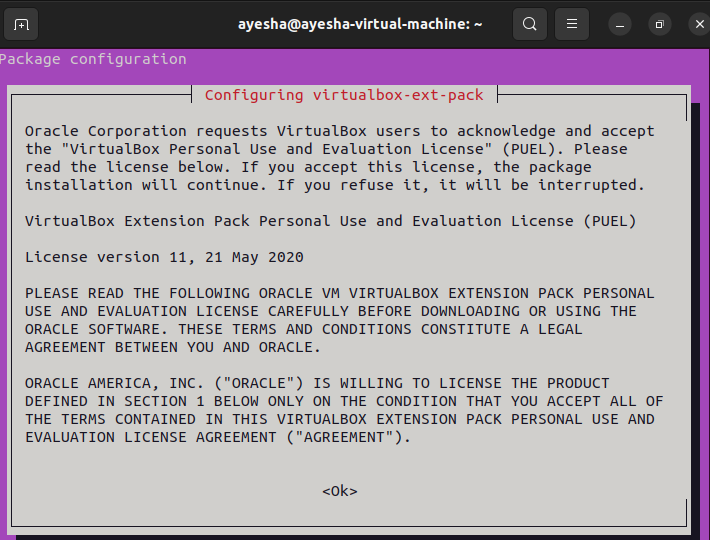 ayesha@ayesha-virtual-machine: ~
Package configuration
Configuring virtualbox-ext-pack
Oracle Corporation requests VirtualBox users to acknowledge and accept
the "VirtualBox Personal Use and Evaluation License" (PUEL). Please
read the license below. If you accept this license, the package
installation will continue. If you refuse it, it will be interrupted.
VirtualBox Extension Pack Personal Use and Evaluation License (PUEL)
License version 11, 21 May 2020
PLEASE READ THE FOLLOWING ORACLE VM VIRTUALBOX EXTENSION PACK PERSONAL
USE AND EVALUATION LICENSE CAREFULLY BEFORE DOWNLOADING OR USING THE
ORACLE SOFTWARE. THESE TERMS AND CONDITIONS CONSTITUTE A LEGAL
AGREEMENT BETWEEN YOU AND ORACLE.
ORACLE AMERICA, INC. ("ORACLE") IS WILLING TO LICENSE THE PRODUCT
DEFINED IN SECTION 1 BELOW ONLY ON THE CONDITION THAT YOU ACCEPT ALL OF
THE TERMS CONTAINED IN THIS VIRTUALBOX EXTENSION PACK PERSONAL USE AND
EVALUATION LICENSE AGREEMENT ("AGREEMENT").
<Ok>